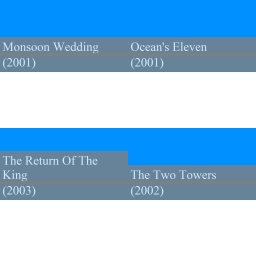 Monsoon Wedding
(2001)
Ocean's Eleven
(2001)
The Return Of The
King
(2003)
The Two Towers
(2002)